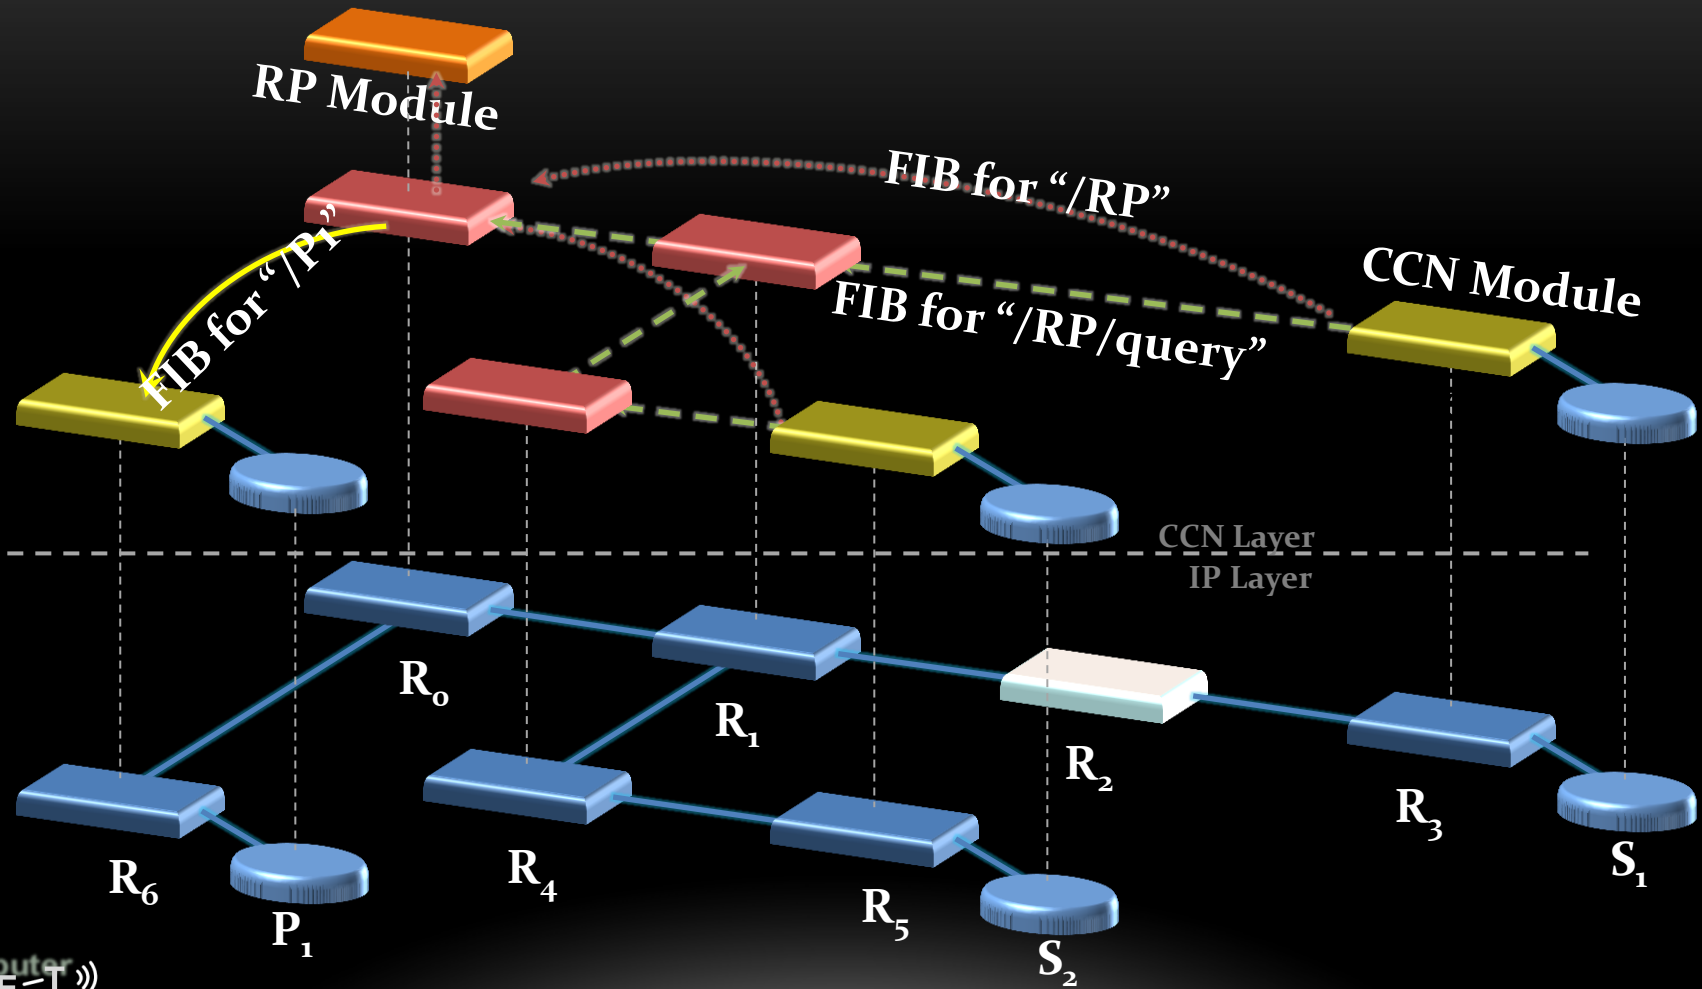 RP Module
FIB for “/RP”
FIB for “/P1”
CCN Module
FIB for “/RP/query”
CCN Layer
IP Layer
R0
R1
R2
R3
S1
R6
R4
R5
P1
S2